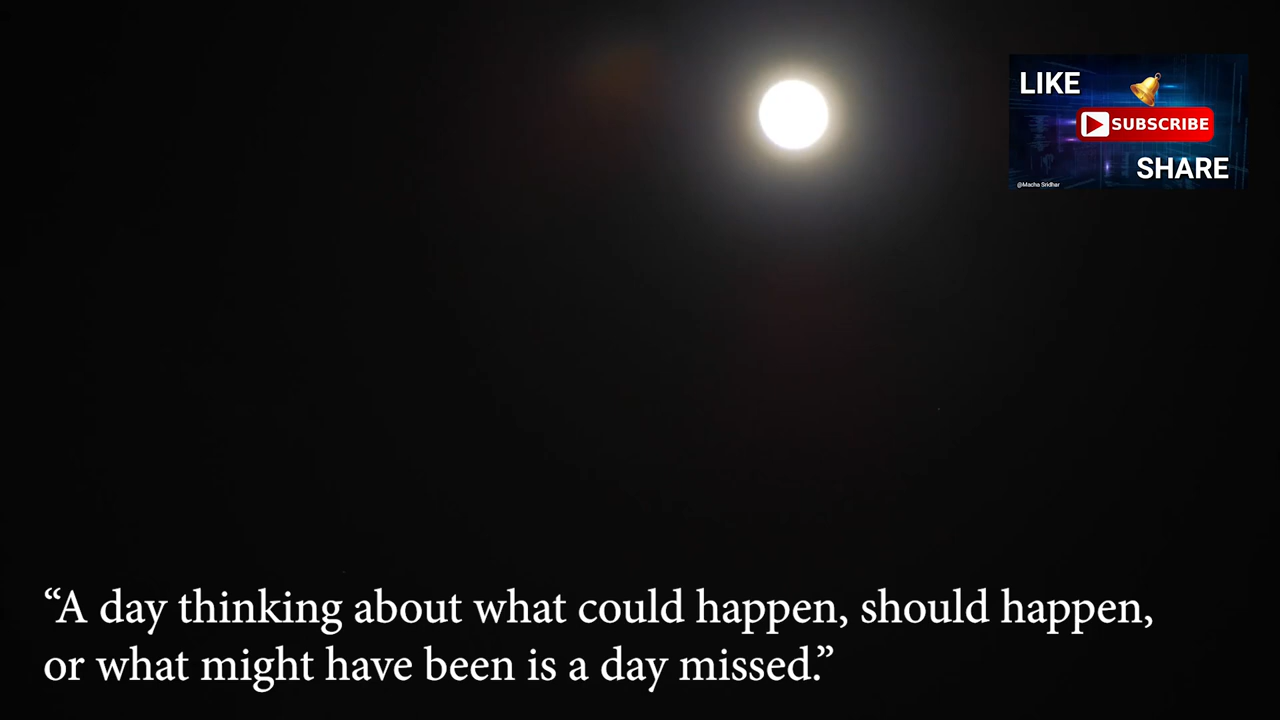 LIKE
SUBSCRIBE
SHARE
@Macha Sridhar
“A day thinking about what could happen, should happen,
or what might have been is a day missed.”